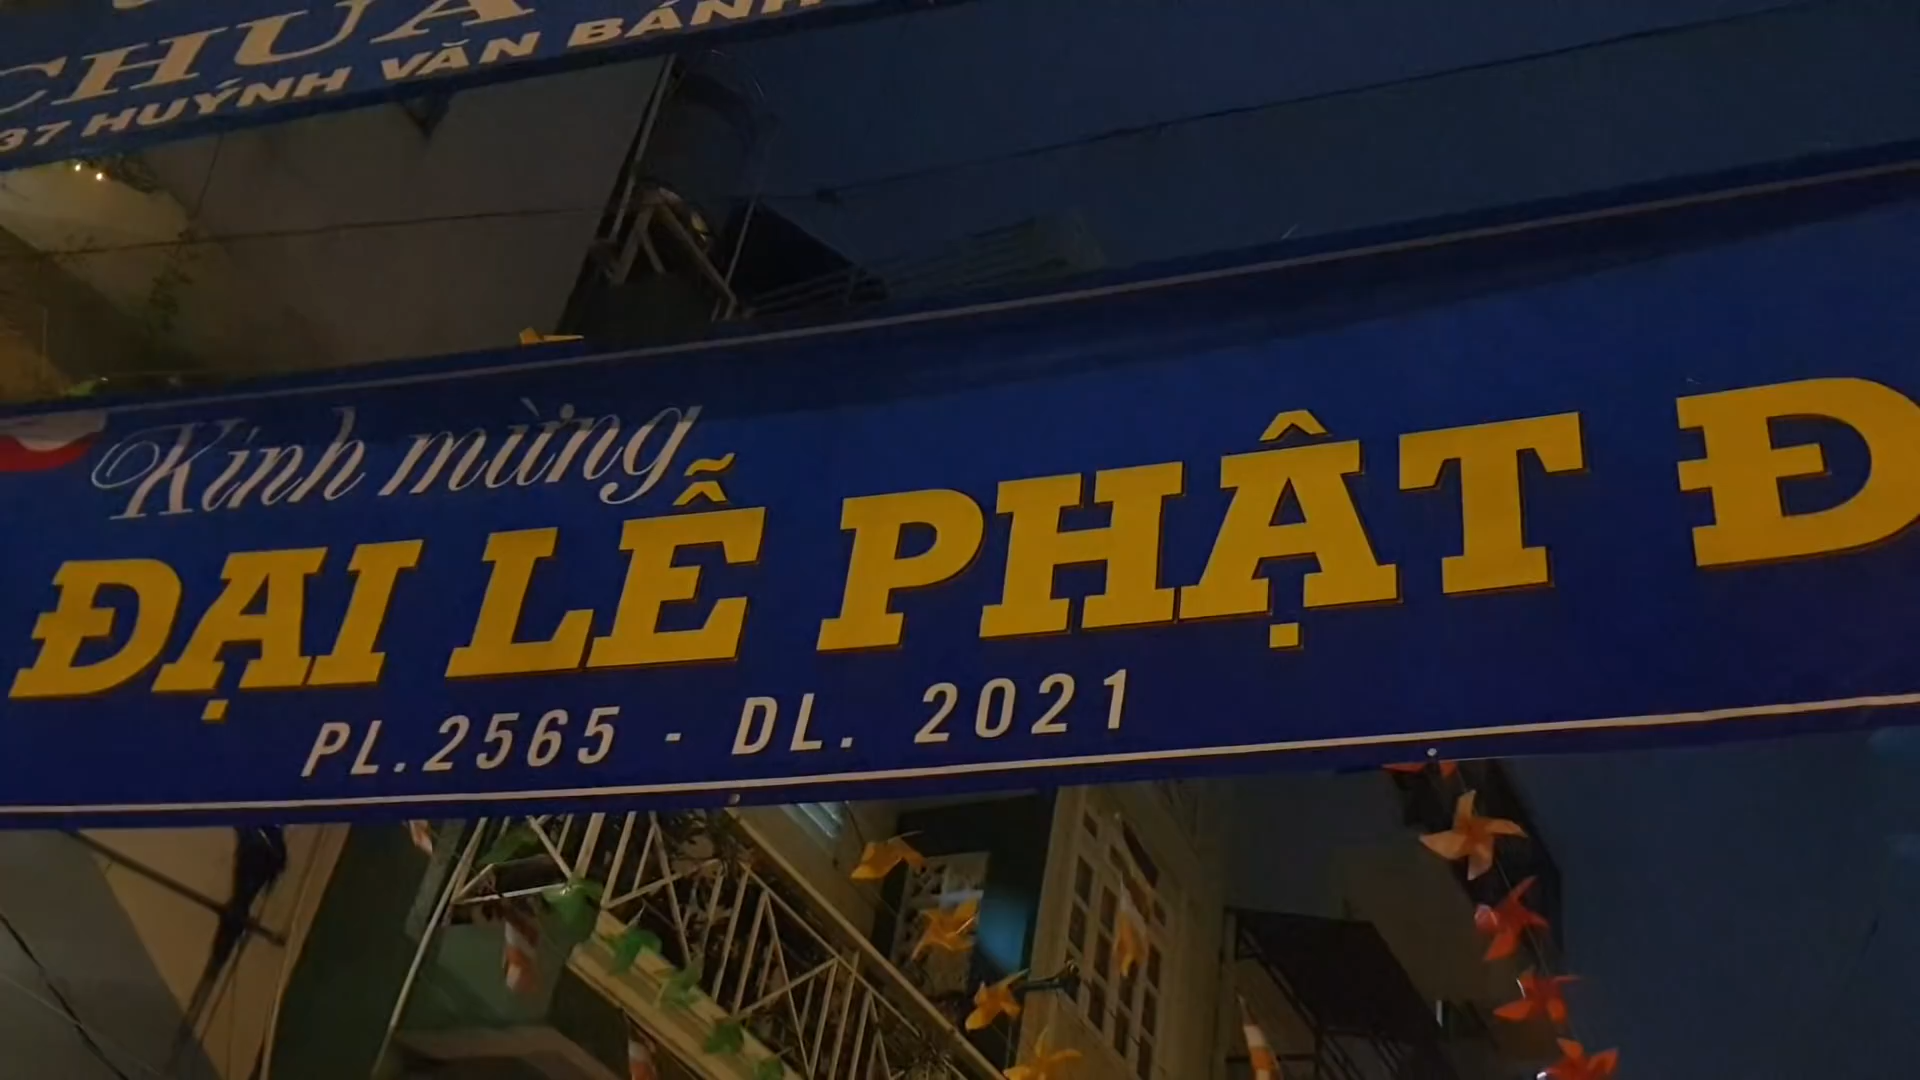 CHÙA
37 HUỲNH VĂN BÁNH
Kính mừng
ĐẠI LỄ PHẬT Đ
PL.2565 - DL. 2021